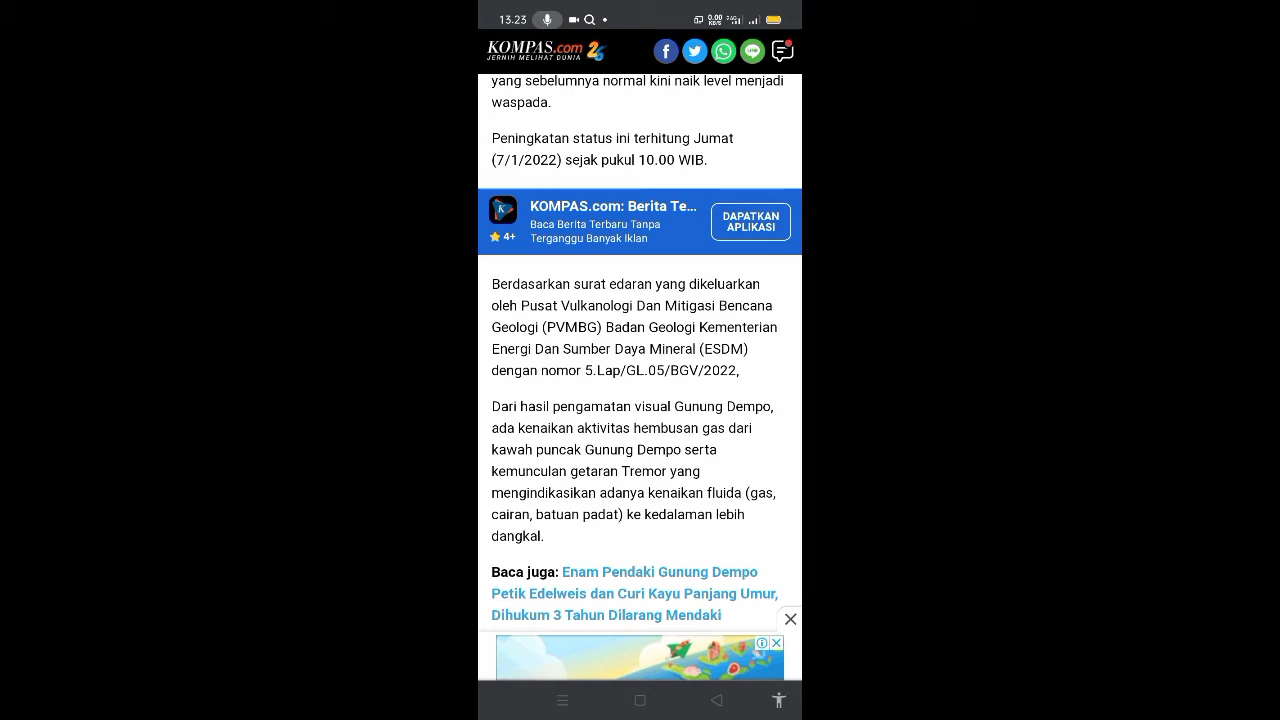 13.23
0.00
KB/S
KOMPAS.com 26
JERNIH MELIHAT DUNIA
LINE
yang sebelumnya normal kini naik level menjadi
waspada.
Peningkatan status ini terhitung Jumat
(7/1/2022) sejak pukul 10.00 WIB.
KOMPAS.com: Berita Te...
Baca Berita Terbaru Tanpa
Terganggu Banyak Iklan
4+
DAPATKAN
APLIKASI
Berdasarkan surat edaran yang dikeluarkan
oleh Pusat Vulkanologi Dan Mitigasi Bencana
Geologi (PVMBG) Badan Geologi Kementerian
Energi Dan Sumber Daya Mineral (ESDM)
dengan nomor 5.Lap/GL.05/BGV/2022,
Dari hasil pengamatan visual Gunung Dempo,
ada kenaikan aktivitas hembusan gas dari
kawah puncak Gunung Dempo serta
kemunculan getaran Tremor yang
mengindikasikan adanya kenaikan fluida (gas,
cairan, batuan padat) ke kedalaman lebih
dangkal.
Baca juga: Enam Pendaki Gunung Dempo
Petik Edelweis dan Curi Kayu Panjang Umur,
Dihukum 3 Tahun Dilarang Mendaki